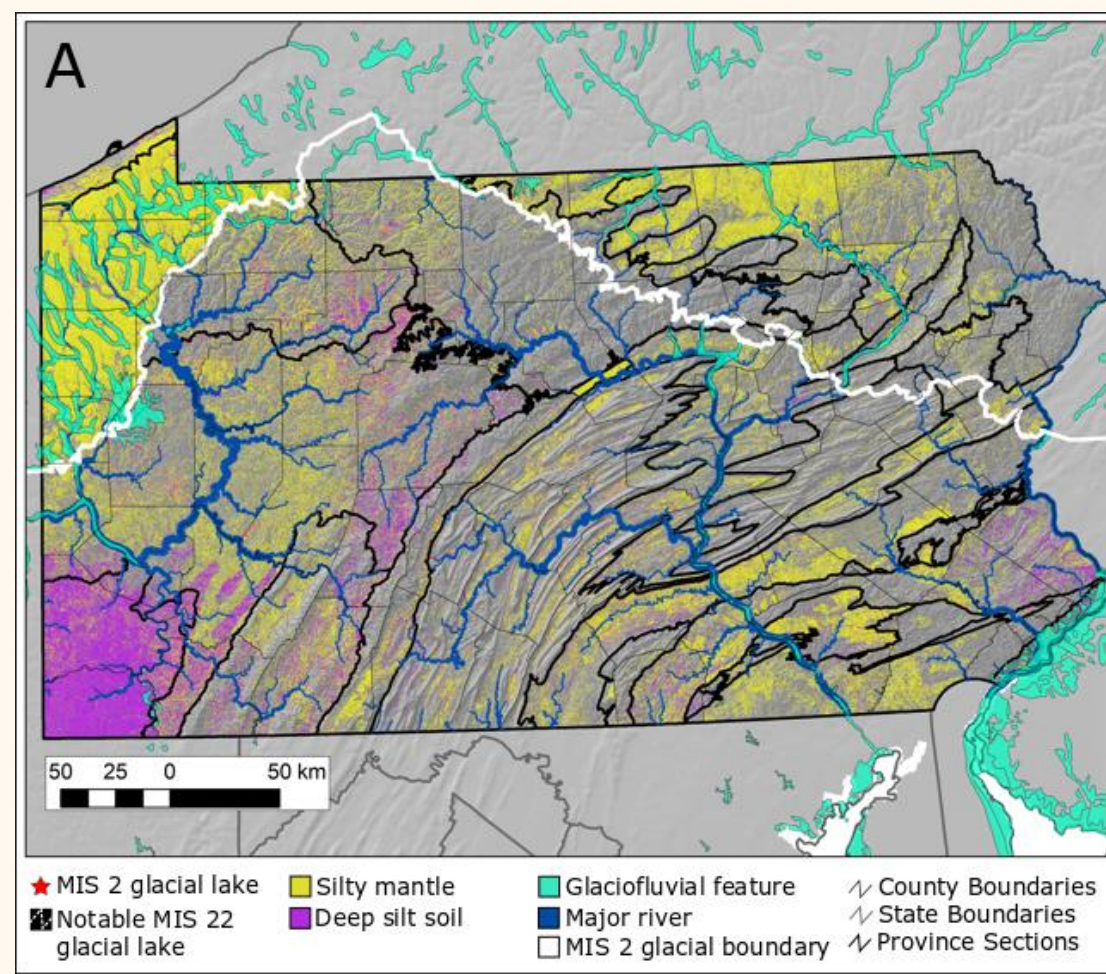 A
50 25 0 50 km
MIS 2 glacial lake
Notable MIS 22
glacial lake
Silty mantle
Deep silt soil
Glaciofluvial feature
Major river
MIS 2 glacial boundary
County Boundaries
State Boundaries
Province Sections